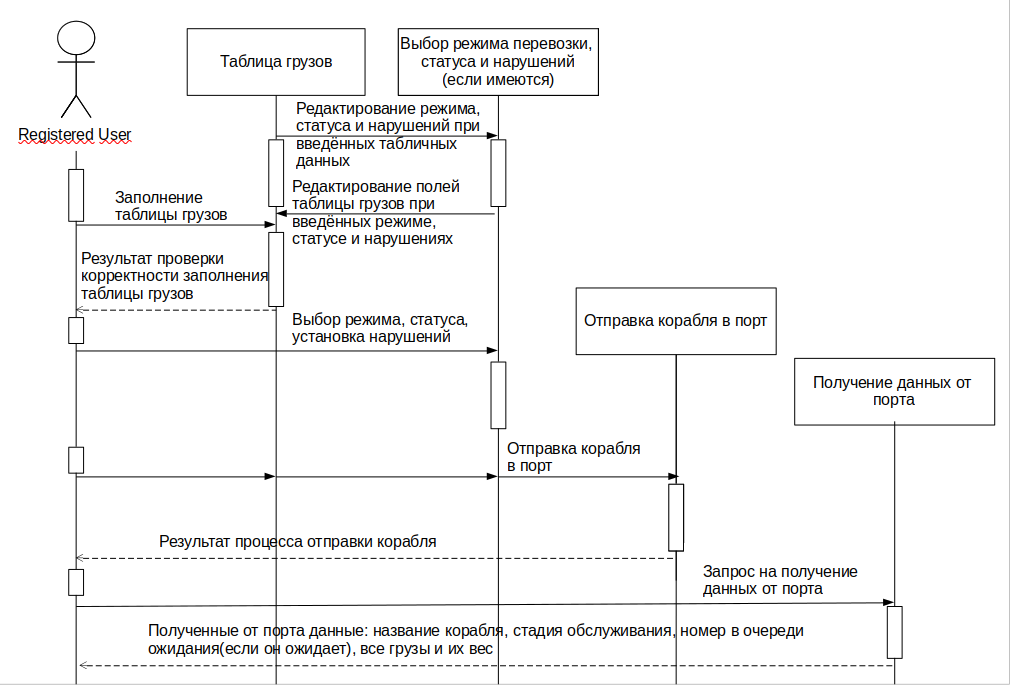 Registered User
Таблица грузов
Выбор режима перевозки,
статуса и нарушений
(если имеются)
Редактирование режима,
статуса и нарушений при
введённых табличных
данных
Редактирование полей
таблицы грузов при
введённых режиме,
статусе и нарушениях
Заполнение
таблицы грузов
Результат проверки
корректности заполнения
таблицы грузов
Выбор режима, статуса,
установка нарушений
Отправка корабля в порт
Получение данных от
порта
Отправка корабля
в порт
Результат процесса отправки корабля
Запрос на получение
данных от порта
Полученные от порта данные: название корабля, стадия обслуживания, номер в очереди
ожидания(если он ожидает), все грузы и их вес